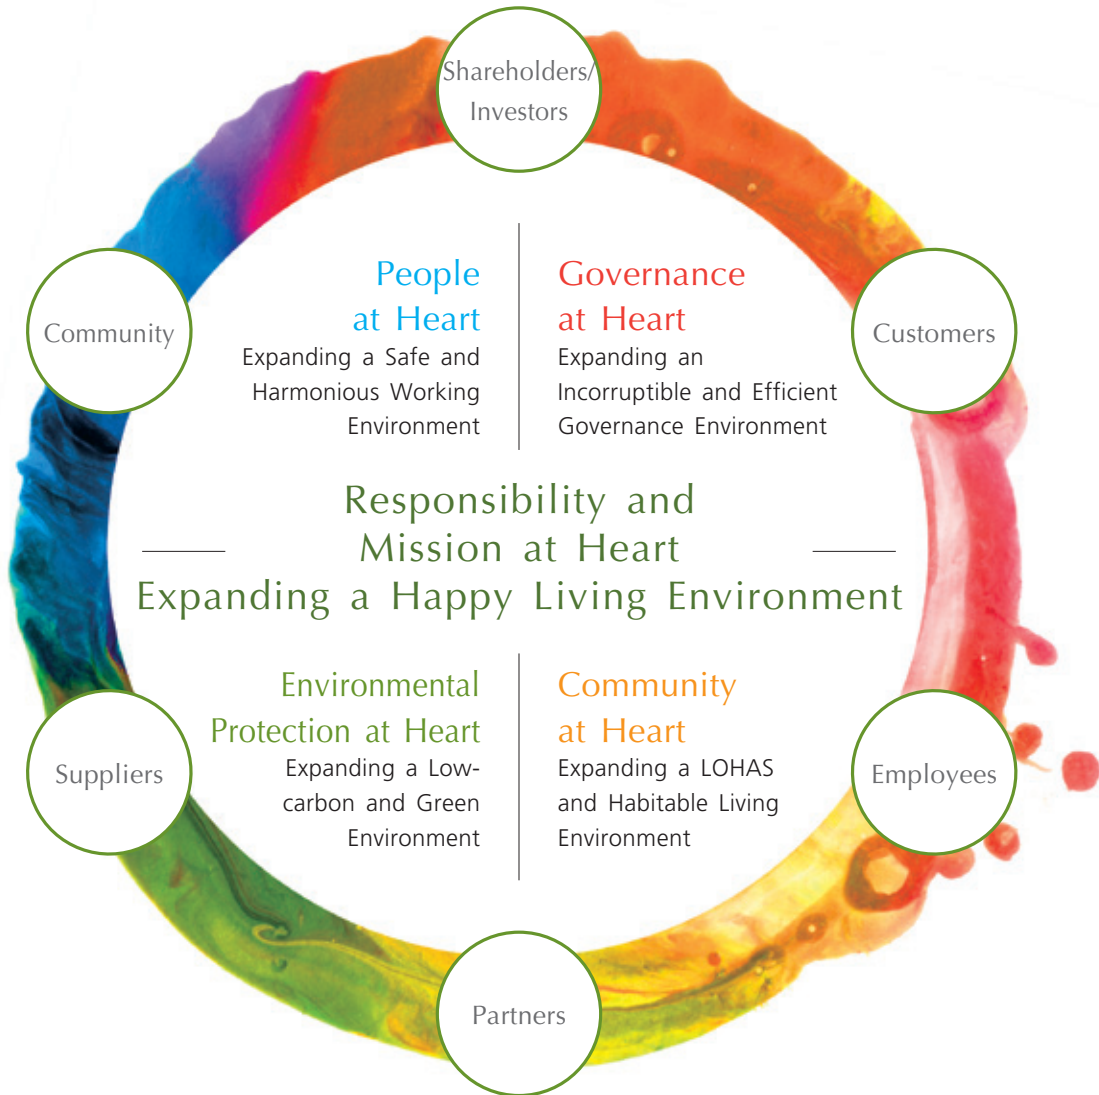 Shareholders/
Investors
Community
Customers
People
at Heart
Expanding a Safe and
Harmonious Working
Environment
Governance
at Heart
Expanding an
Incorruptible and Efficient
Governance Environment
Responsibility and
Mission at Heart
Expanding a Happy Living Environment
Environmental
Protection at Heart
Expanding a Low-
carbon and Green
Environment
Community
at Heart
Expanding a LOHAS
and Habitable Living
Environment
Suppliers
Employees
Partners